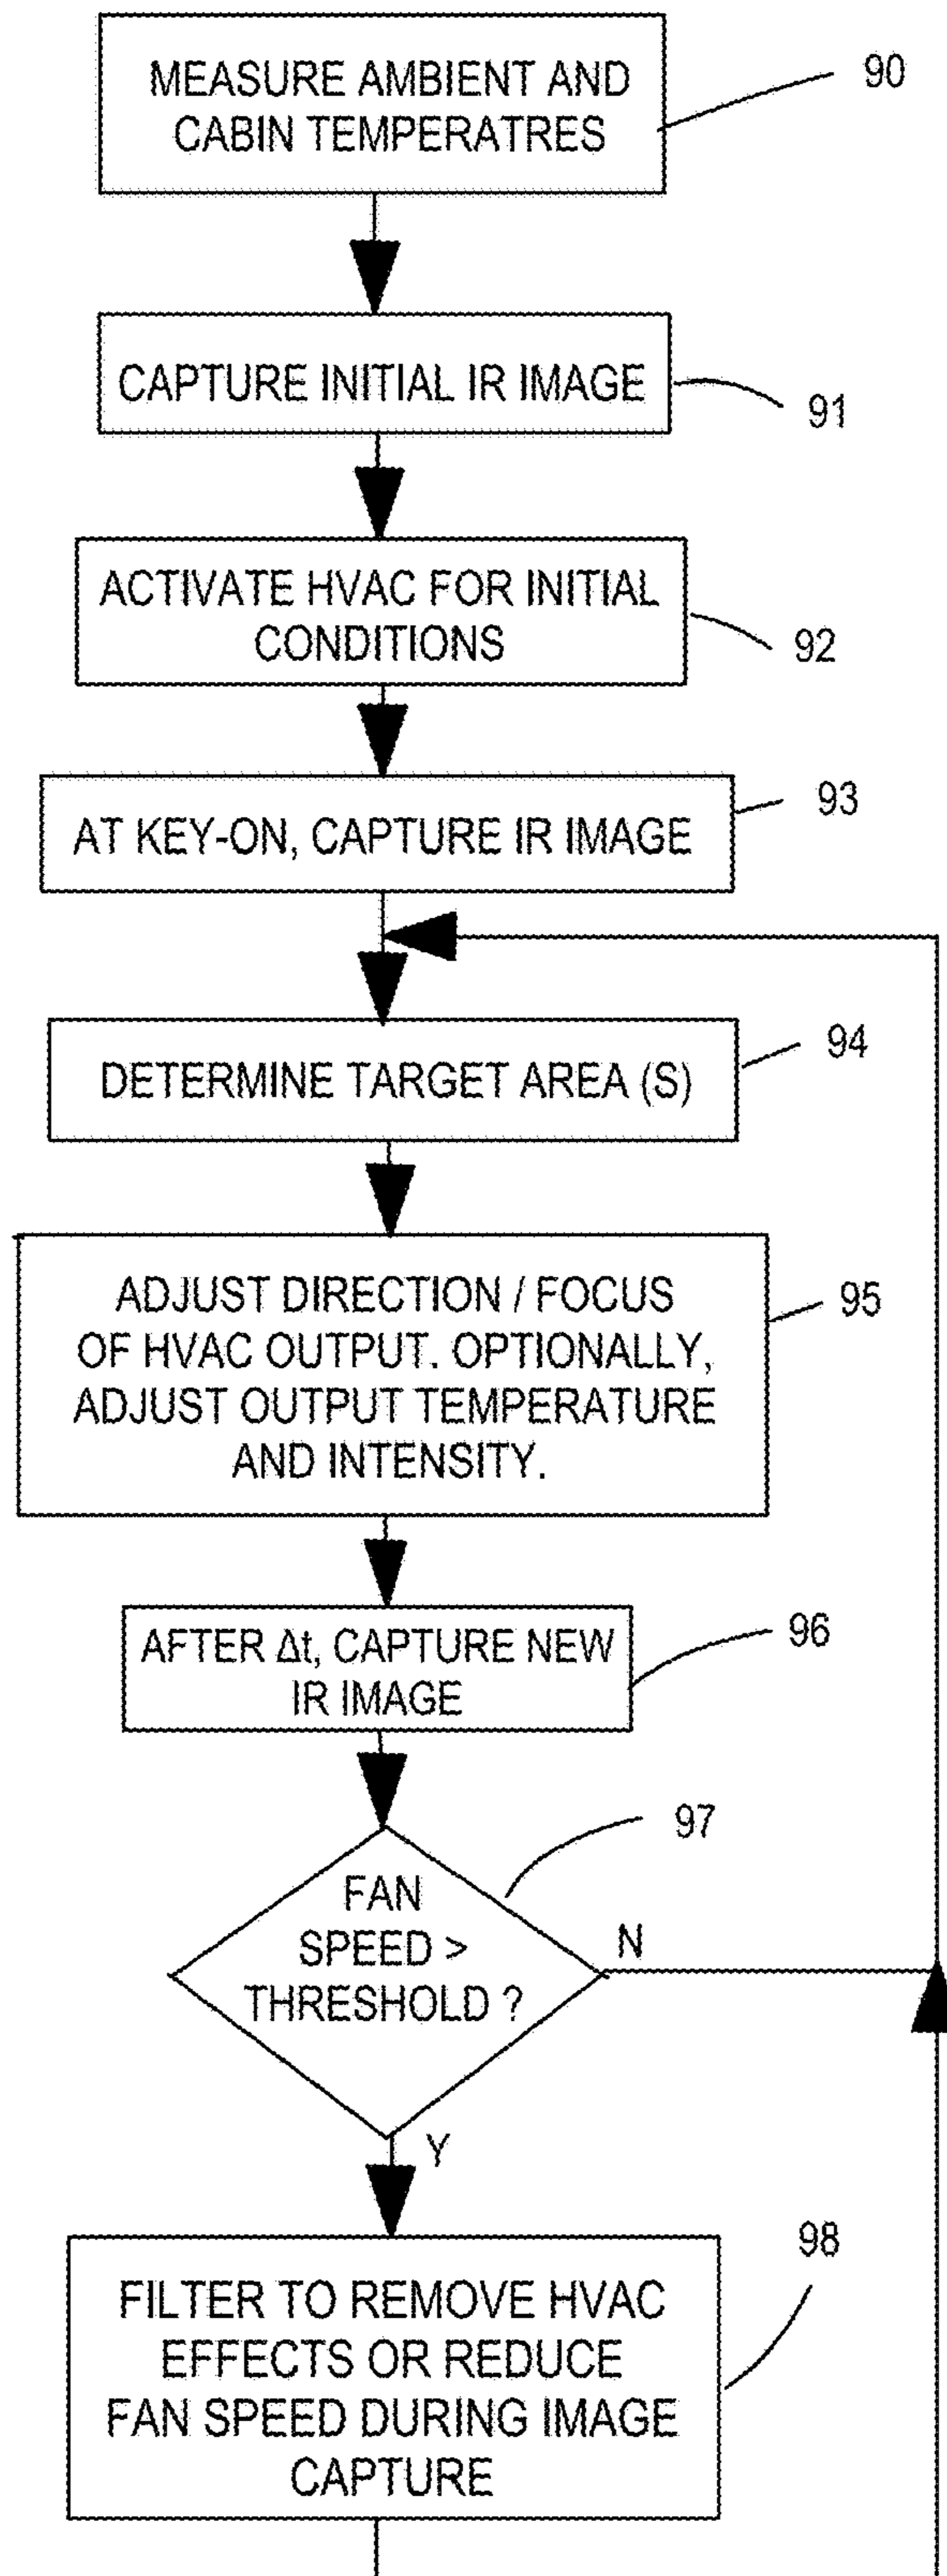 MEASURE AMBIENT AND
CABIN TEMPERATRES
90
CAPTURE INITIAL IR IMAGE
91
ACTIVATE HVAC FOR INITIAL
CONDITIONS
92
AT KEY-ON, CAPTURE IR IMAGE
93
DETERMINE TARGET AREA (S)
94
ADJUST DIRECTION / FOCUS
OF HVAC OUTPUT. OPTIONALLY,
ADJUST OUTPUT TEMPERATURE
AND INTENSITY.
95
AFTER Δt, CAPTURE NEW
IR IMAGE
96
FAN
SPEED >
THRESHOLD ?
97
N
Y
FILTER TO REMOVE HVAC
EFFECTS OR REDUCE
FAN SPEED DURING IMAGE
CAPTURE
98